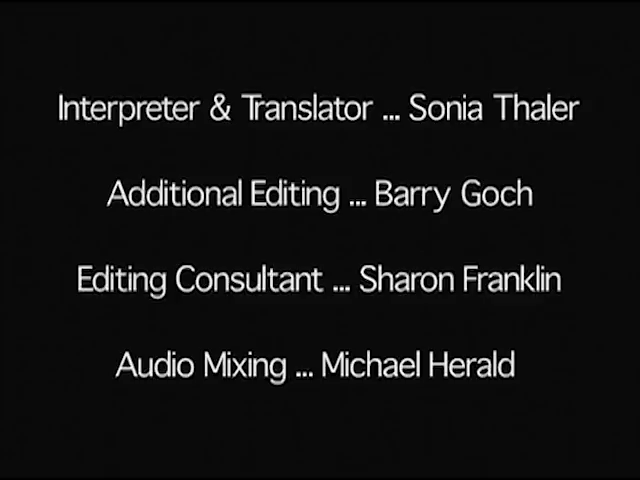 Interpreter & Translator ... Sonia Thaler
Additional Editing ... Barry Goch
Editing Consultant ... Sharon Franklin
Audio Mixing ... Michael Herald